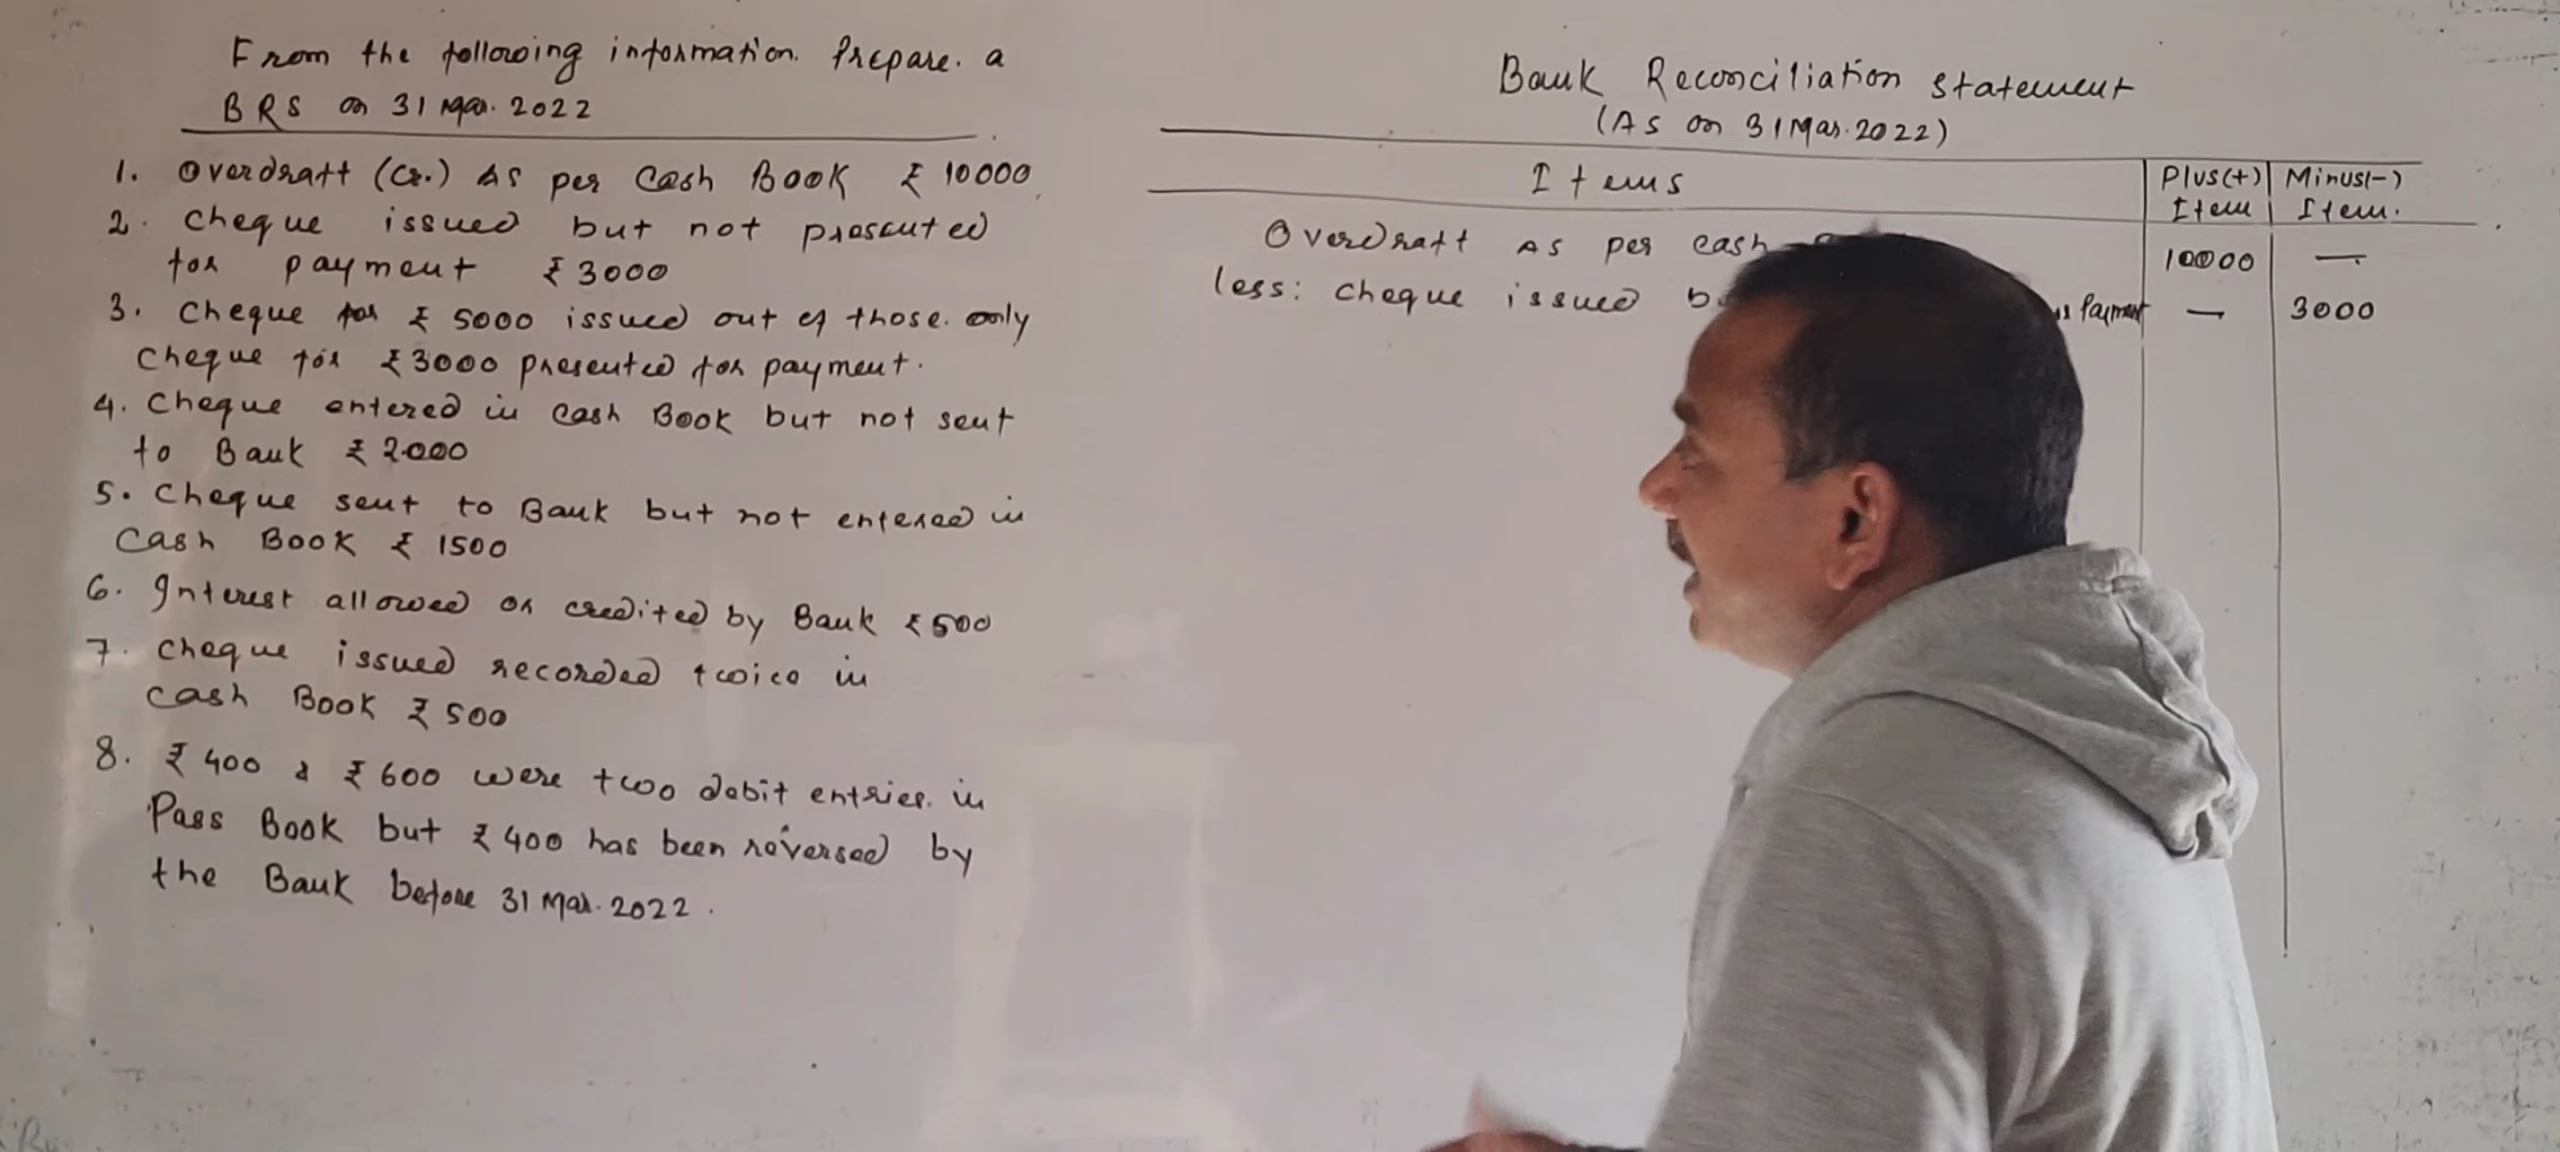 From the following information. Prepare. a
BRS on 31 Mar. 2022
1. Overdraft (Cr.) As per Cash Book ₹ 10000
2. Cheque issued but not presented
for payment ₹ 3000
3. Cheque for ₹ 5000 issued out of those. only
Cheque for ₹ 3000 presented for payment.
4. Cheque entered in Cash Book but not sent
to Bank ₹ 2000
5. Cheque sent to Bank but not entered in
Cash Book ₹ 1500
6. Interest allowed or credited by Bank ₹ 500
7. Cheque issued recorded twice in
Cash Book ₹ 500
8. ₹ 400 & ₹ 600 were two debit entries. in
Pass Book but ₹ 400 has been reversed by
the Bank before 31 Mar. 2022.
Bank Reconciliation Statement
(As on 31 Mar. 2022)
Items Plus(+) Item Minus(-) Item.
Overdraft As per Cash 10000 —
less: Cheque issued Payment — 3000